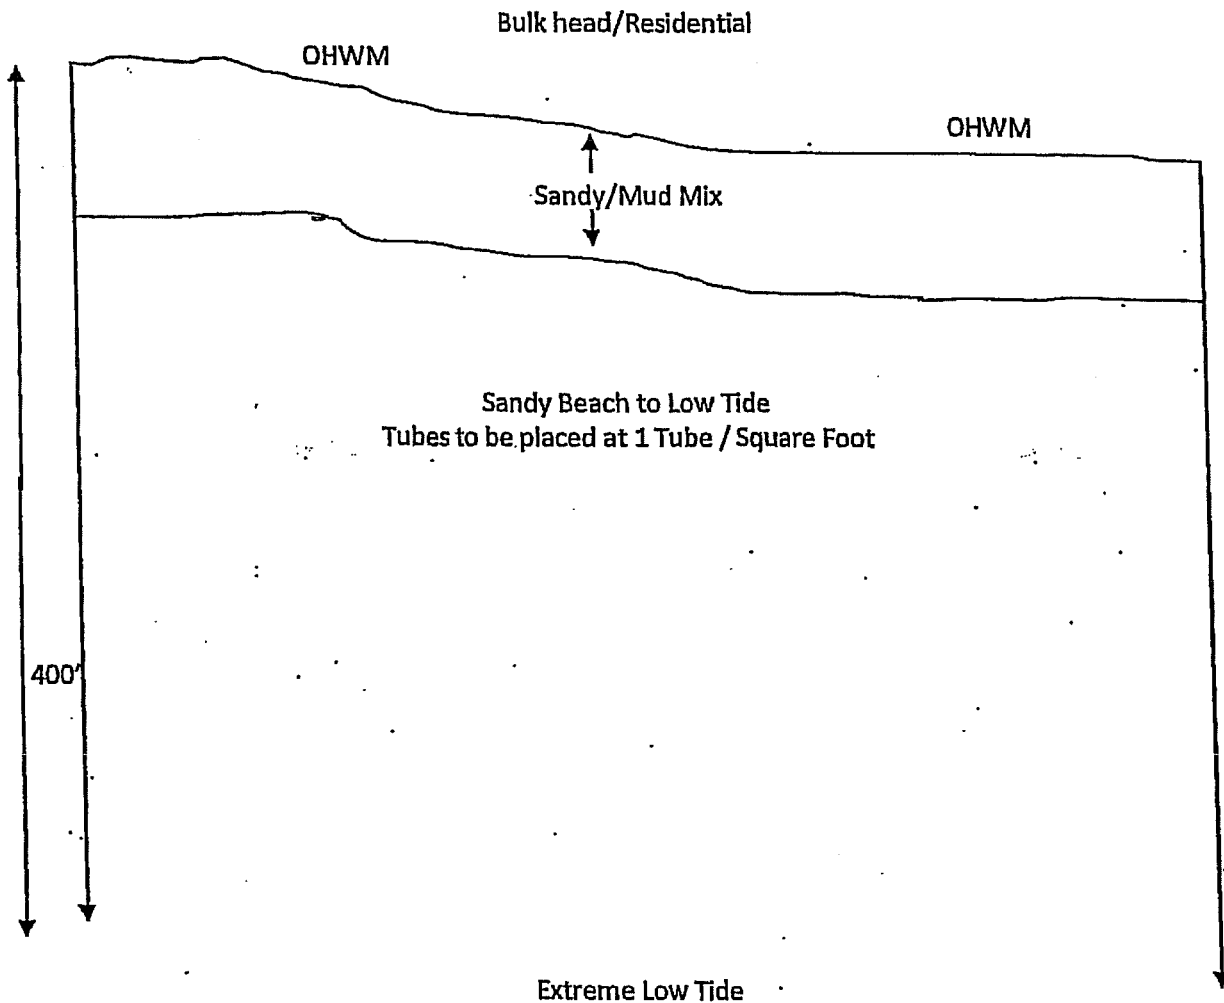 Bulk head/Residential
OHWM
OHWM
Sandy/Mud Mix
Sandy Beach to Low Tide
Tubes to be placed at 1 Tube / Square Foot
400'
Extreme Low Tide